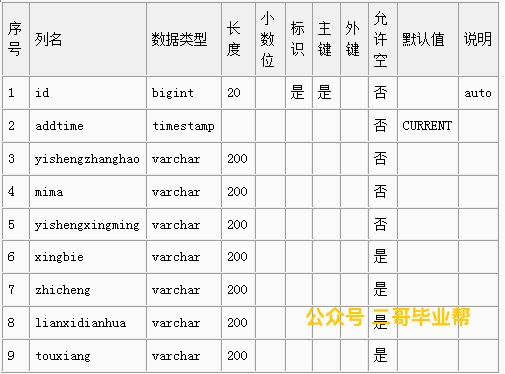 序号 列名 数据类型 长度 小数位 标识 主键 外键 允许空 默认值 说明
1 id bigint 20 是 是 否 auto
2 addtime timestamp 否 CURRENT
3 yishengzhanghao varchar 200 否
4 mima varchar 200 否
5 yishengxingming varchar 200 否
6 xingbie varchar 200 是
7 zhicheng varchar 200 是
8 lianxidianhua varchar 200 是
公众号 二哥毕业帮
9 touxiang varchar 200 是